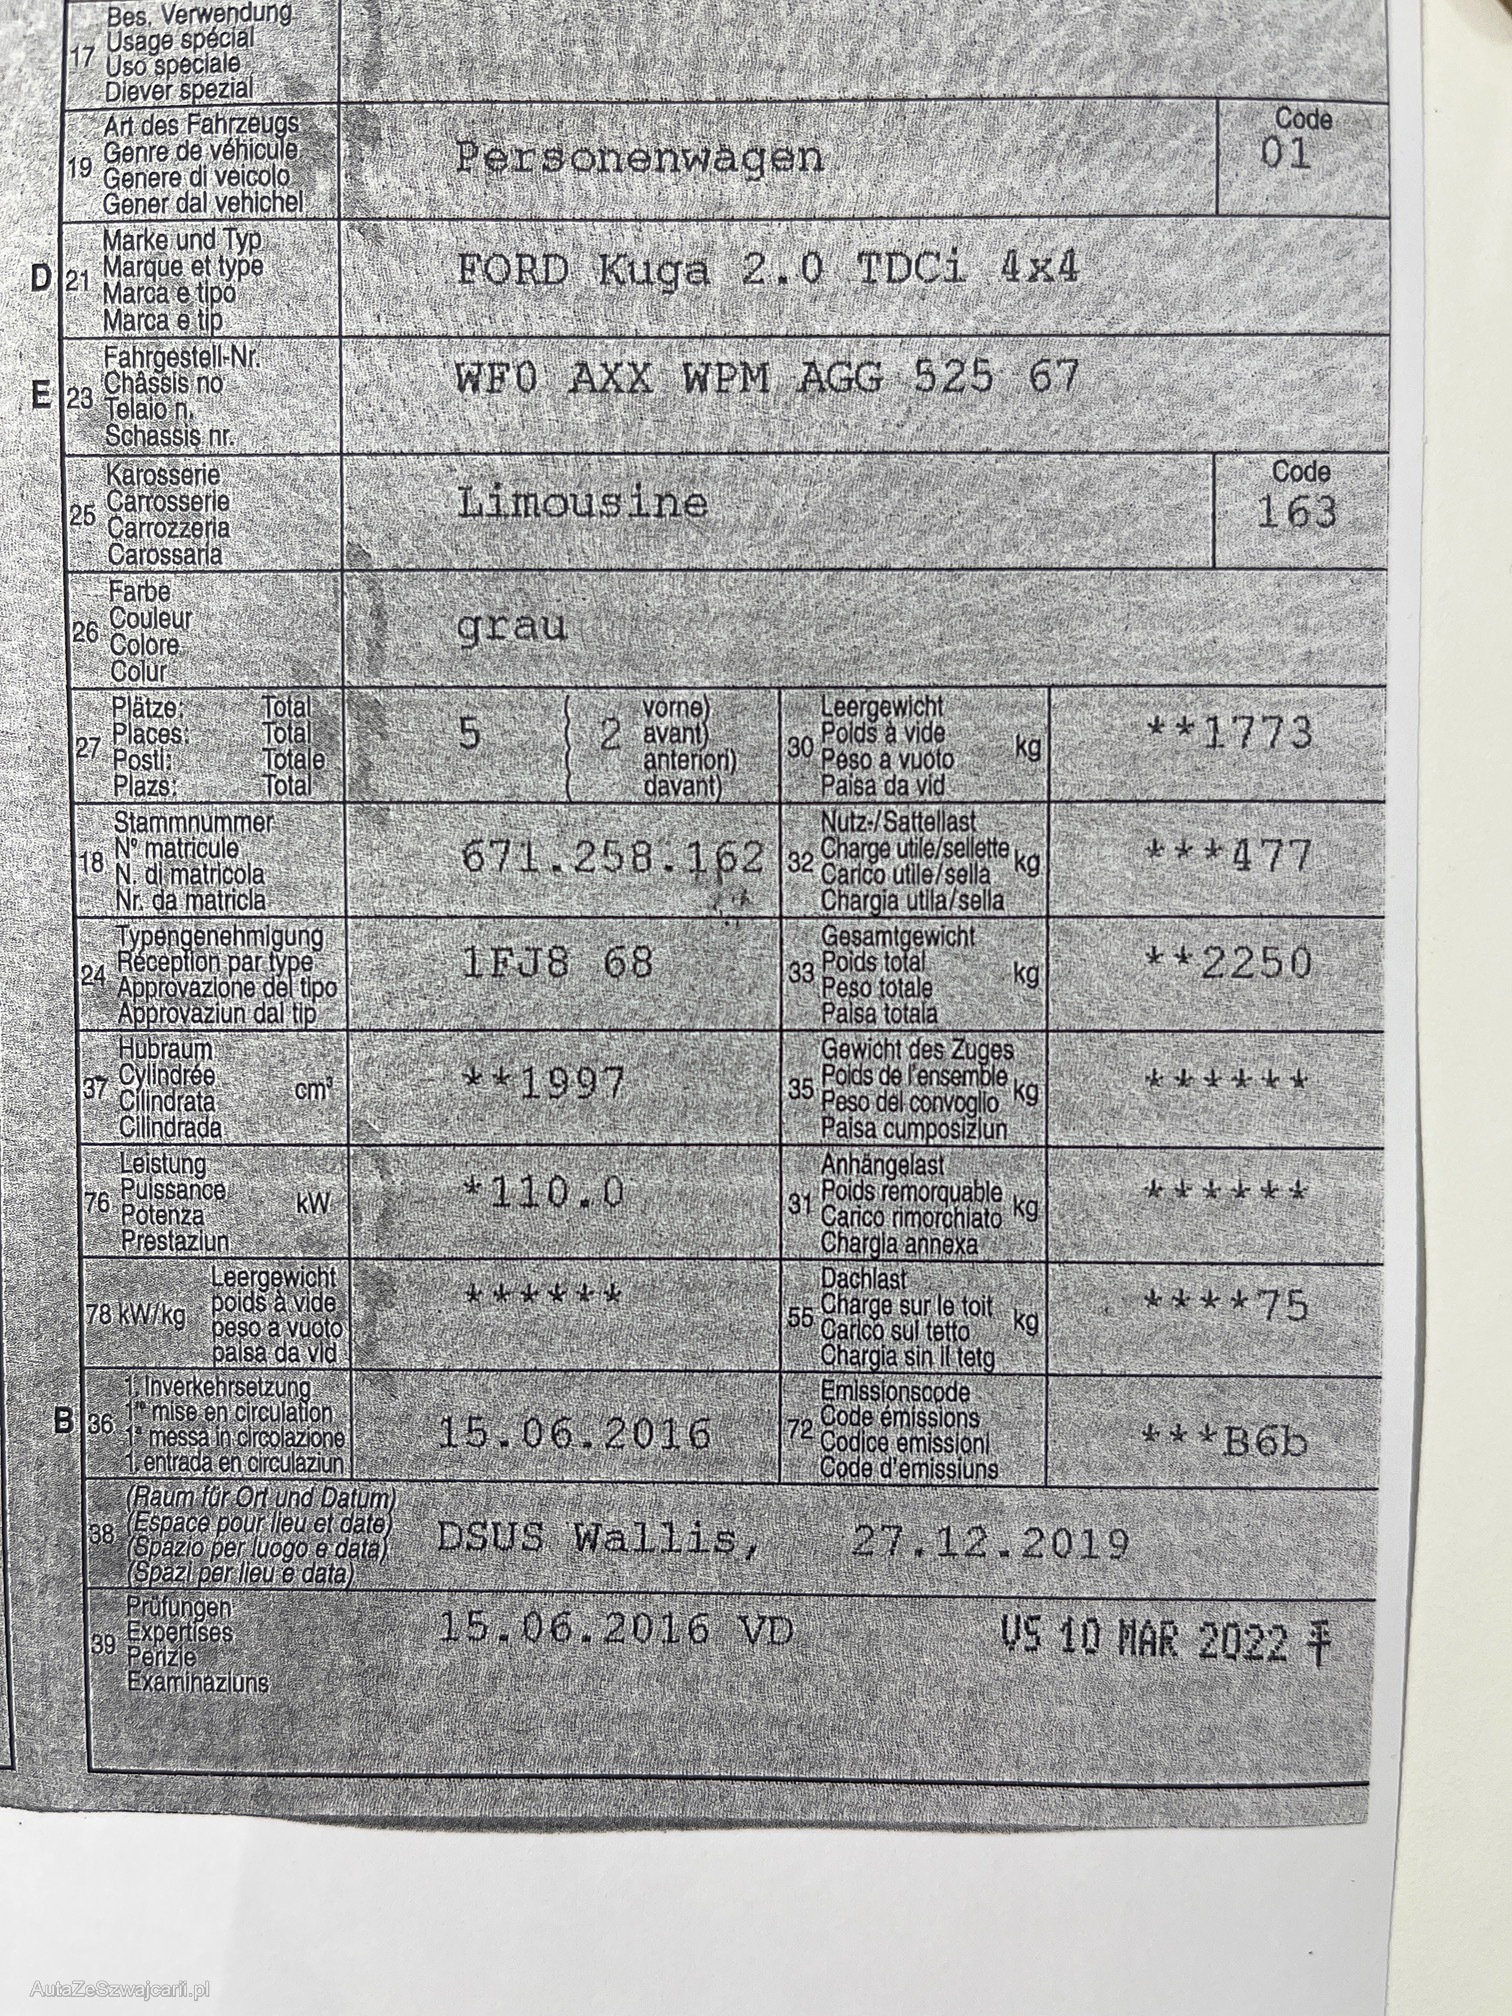 17 Bes. Verwendung
Usage spécial
Uso speciale
Diever spezial
19 Art des Fahrzeugs
Genre de véhicule
Genere di veicolo
Gener dal vehichel
Personenwagen
Code
01
D 21 Marke und Typ
Marque et type
Marca e tipo
Marca e tip
FORD Kuga 2.0 TDCi 4x4
E 23 Fahrgestell-Nr.
Châssis no
Telaio n.
Schassis nr.
WF0 AXX WPM AGG 525 67
25 Karosserie
Carrosserie
Carrozzeria
Carossaria
Limousine
Code
163
26 Farbe
Couleur
Colore
Colur
grau
27 Plätze: Total
Places: Total
Posti: Totale
Plazs: Total
5 ( 2 vorne)
( avant)
( anteriori)
( davant)
30 Leergewicht
Poids à vide
Peso a vuoto
Paisa da vid
kg
**1773
18 Stammnummer
N° matricule
N. di matricola
Nr. da matricla
671.258.162
32 Nutz-/Sattellast
Charge utile/sellette
Carico utile/sella
Chargia utila/sella
kg
***477
24 Typengenehmigung
Réception par type
Approvazione del tipo
Approvaziun dal tip
1FJ8 68
33 Gesamtgewicht
Poids total
Peso totale
Paisa totala
kg
**2250
37 Hubraum
Cylindrée
Cilindrata
Cilindrada
cm³
**1997
35 Gewicht des Zuges
Poids de l'ensemble
Peso del convoglio
Paisa cumposiziun
kg
******
76 Leistung
Puissance
Potenza
Prestaziun
kW
*110.0
31 Anhängelast
Poids remorquable
Carico rimorchiato
Chargia annexa
kg
******
78 kW/kg
Leergewicht
poids à vide
peso a vuoto
paisa da vid
******
55 Dachlast
Charge sur le toit
Carico sul tetto
Chargia sin il tetg
kg
****75
B 36 1. Inverkehrsetzung
1re mise en circulation
1a messa in circolazione
1. entrada en circulaziun
15.06.2016
72 Emissionscode
Code émissions
Codice emissioni
Code d'emissiuns
***B6b
38 (Raum für Ort und Datum)
(Espace pour lieu et date)
(Spazio per luogo e data)
(Spazi per lieu e data)
DSUS Wallis, 27.12.2019
39 Prüfungen
Expertises
Perizie
Examinaziuns
15.06.2016 VD
VS 10 MAR 2022
AutaZeSzwajcarii.pl